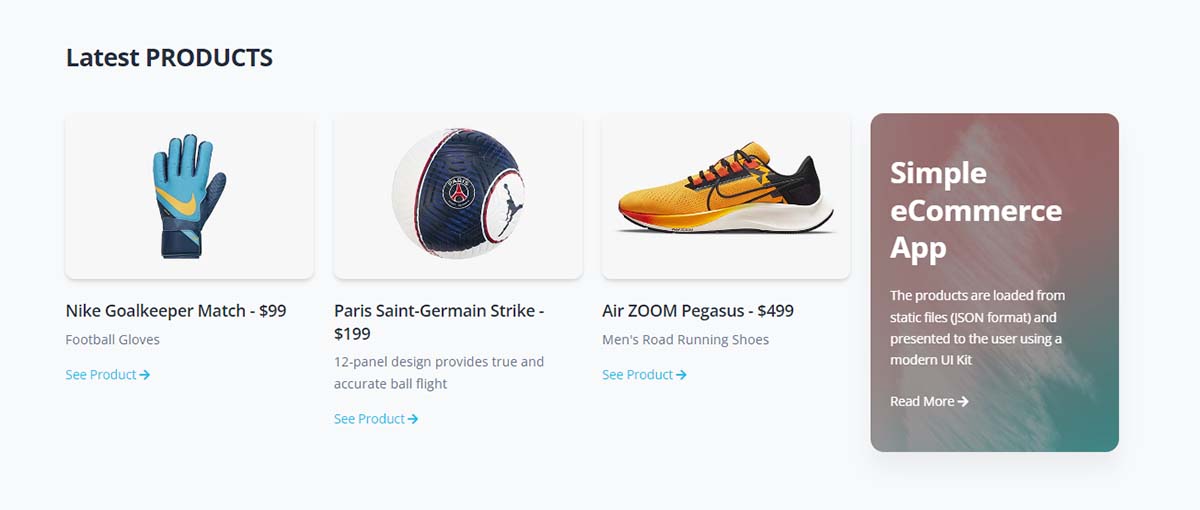 Latest PRODUCTS
PARIS
Nike Goalkeeper Match - $99
Football Gloves
See Product
Paris Saint-Germain Strike -
$199
12-panel design provides true and
accurate ball flight
See Product
Air ZOOM Pegasus - $499
Men's Road Running Shoes
See Product
Simple
eCommerce
App
The products are loaded from
static files (JSON format) and
presented to the user using a
modern UI Kit
Read More